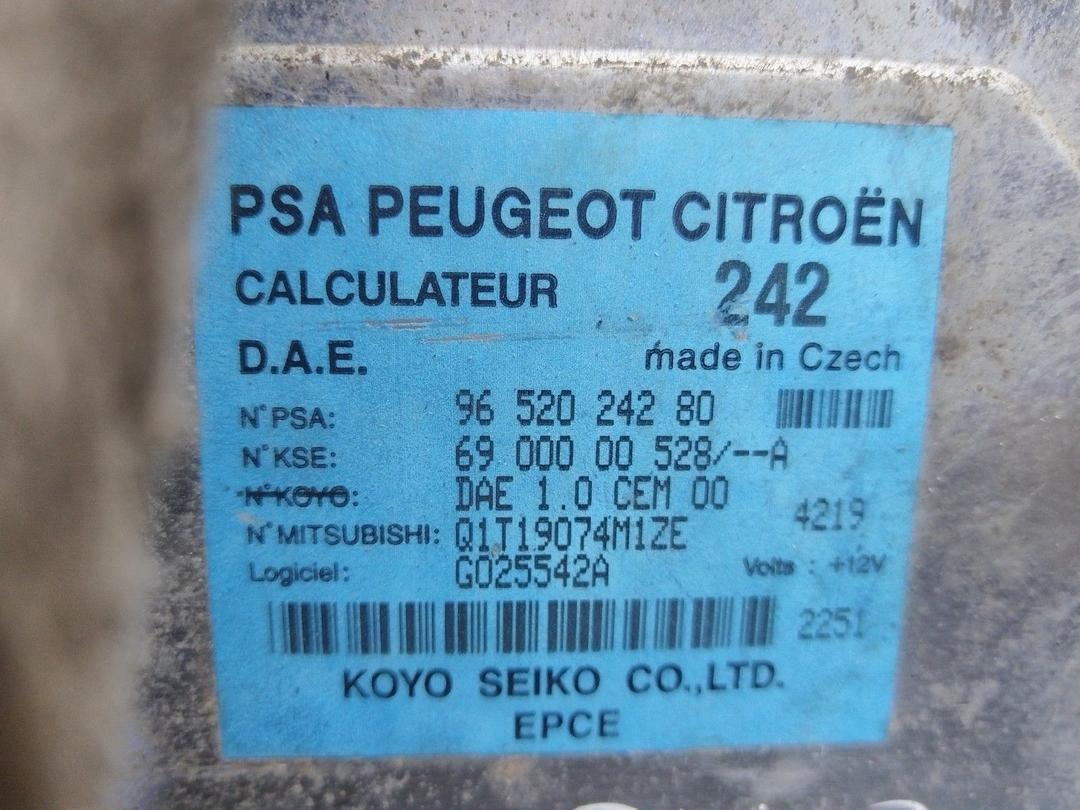 PSA PEUGEOT CITROËN
CALCULATEUR 242
D.A.E. made in Czech
N° PSA: 96 520 242 80
N° KSE: 69 000 00 528/--A
N° KOYO: DAE 1.0 CEM 00
4219
N° MITSUBISHI: Q1T19074M1ZE
Logiciel: G025542A Volts : +12V
2251
KOYO SEIKO CO.,LTD.
EPCE